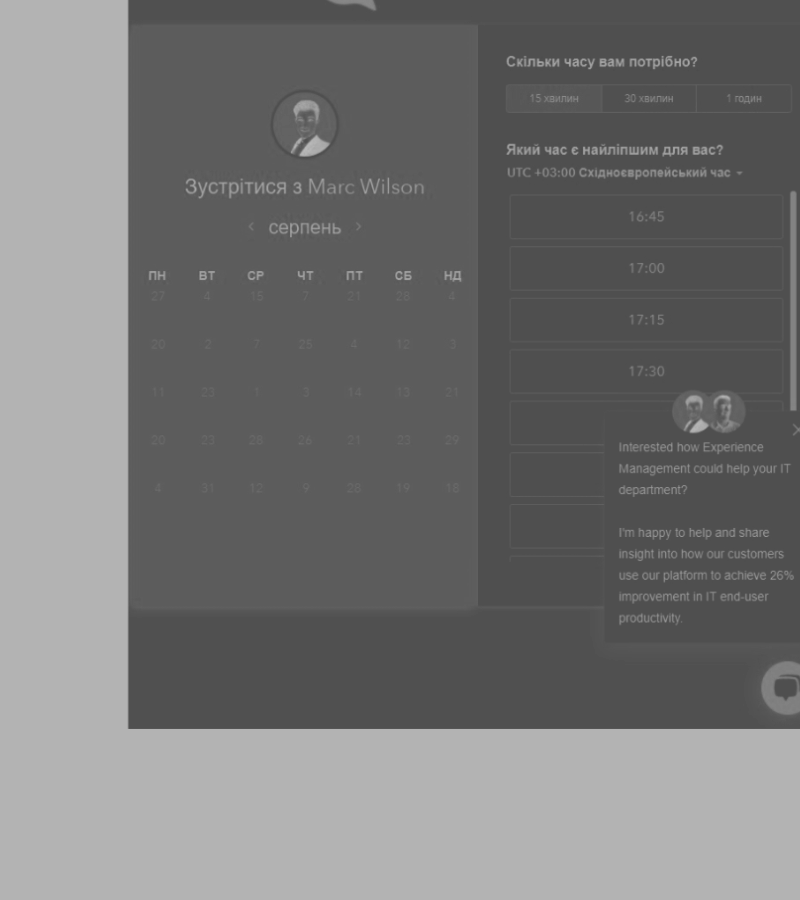 Зустрітися з Marc Wilson
серпень
ПН ВТ СР ЧТ ПТ СБ НД
27 4 15 7 21 28 4
20 2 7 25 4 12 3
11 23 1 3 14 13 21
20 23 26 26 21 23 29
4 31 12 9 25 19 18
Скільки часу вам потрібно?
15 хвилин 30 хвилин 1 годин
Який час є найліпшим для вас?
UTC +03:00 Східноєвропейський час
16:45
17:00
17:15
17:30
Interested how Experience
Management could help your IT
department?
I'm happy to help and share
insight into how our customers
use our platform to achieve 26%
improvement in IT end-user
productivity.